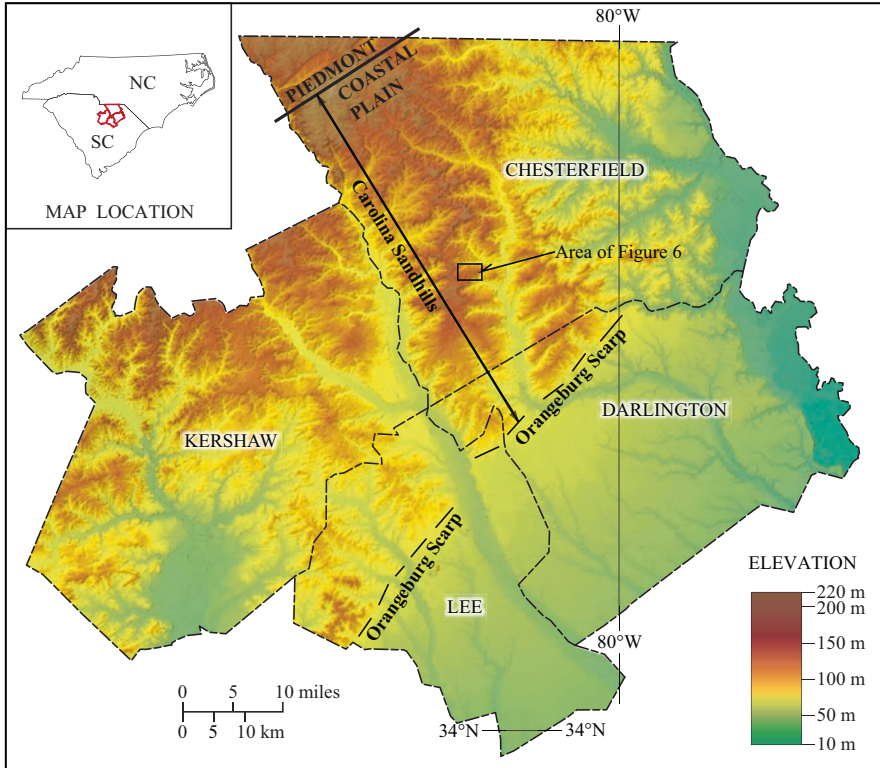 NC
SC
MAP LOCATION
80°W
PIEDMONT
COASTAL
PLAIN
CHESTERFIELD
Carolina Sandhills
Area of Figure 6
Orangeburg Scarp
DARLINGTON
KERSHAW
Orangeburg Scarp
LEE
ELEVATION
220 m
200 m
150 m
100 m
50 m
10 m
80°W
0 5 10 miles
0 5 10 km
34°N 34°N